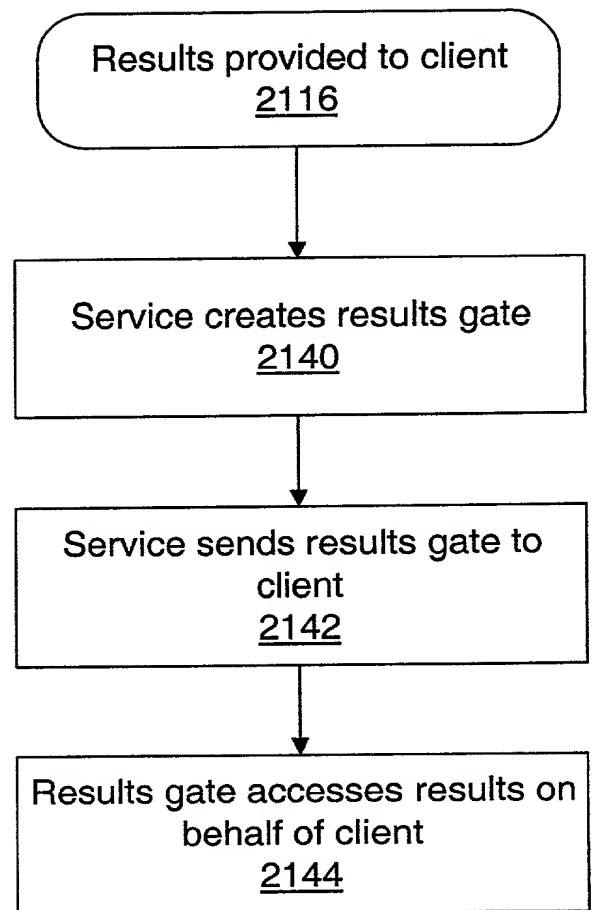 Results provided to client
2116
Service creates results gate
2140
Service sends results gate to
client
2142
Results gate accesses results on
behalf of client
2144